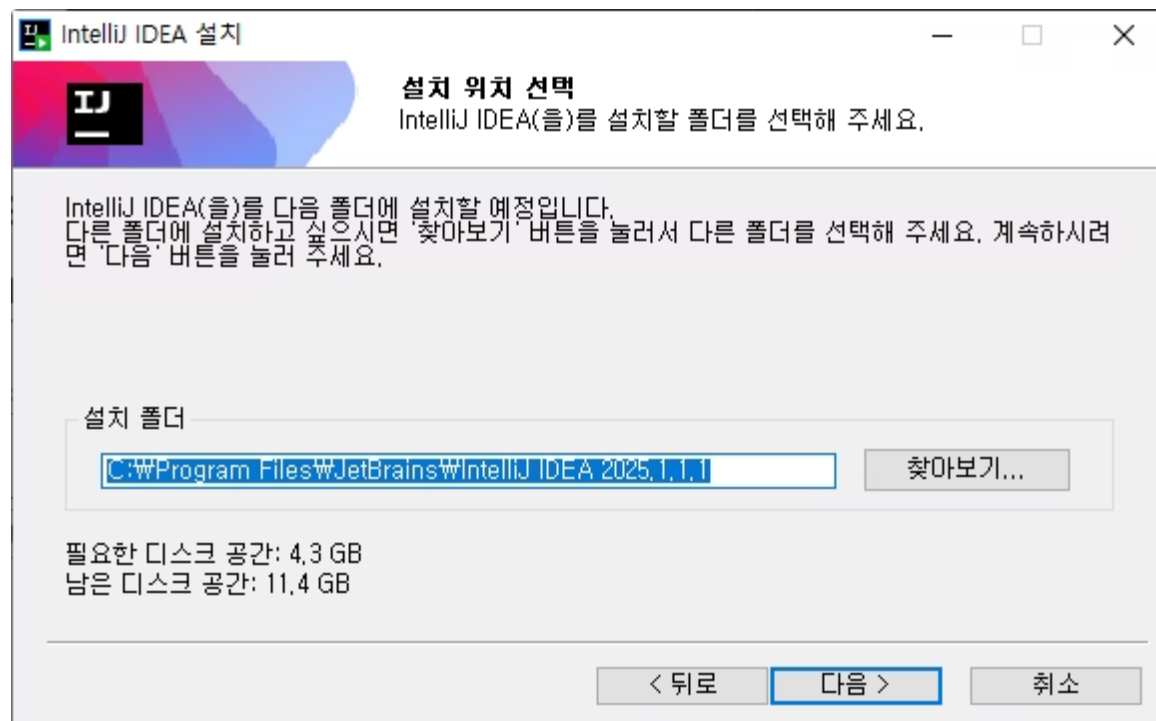 IntelliJ IDEA 설치
IJ
설치 위치 선택
IntelliJ IDEA(을)를 설치할 폴더를 선택해 주세요.
IntelliJ IDEA(을)를 다음 폴더에 설치할 예정입니다.
다른 폴더에 설치하고 싶으시면 '찾아보기' 버튼을 눌러서 다른 폴더를 선택해 주세요. 계속하시려
면 '다음' 버튼을 눌러 주세요.
설치 폴더
C:₩Program Files₩JetBrains₩IntelliJ IDEA 2025.1.1.1
찾아보기...
필요한 디스크 공간: 4.3 GB
남은 디스크 공간: 11.4 GB
< 뒤로
다음 >
취소